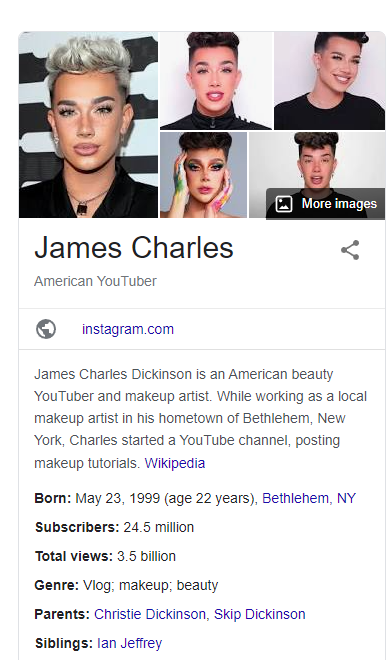 More images
James Charles
American YouTuber
instagram.com
James Charles Dickinson is an American beauty
YouTuber and makeup artist. While working as a local
makeup artist in his hometown of Bethlehem, New
York, Charles started a YouTube channel, posting
makeup tutorials. Wikipedia
Born: May 23, 1999 (age 22 years), Bethlehem, NY
Subscribers: 24.5 million
Total views: 3.5 billion
Genre: Vlog; makeup; beauty
Parents: Christie Dickinson, Skip Dickinson
Siblings: Ian Jeffrey